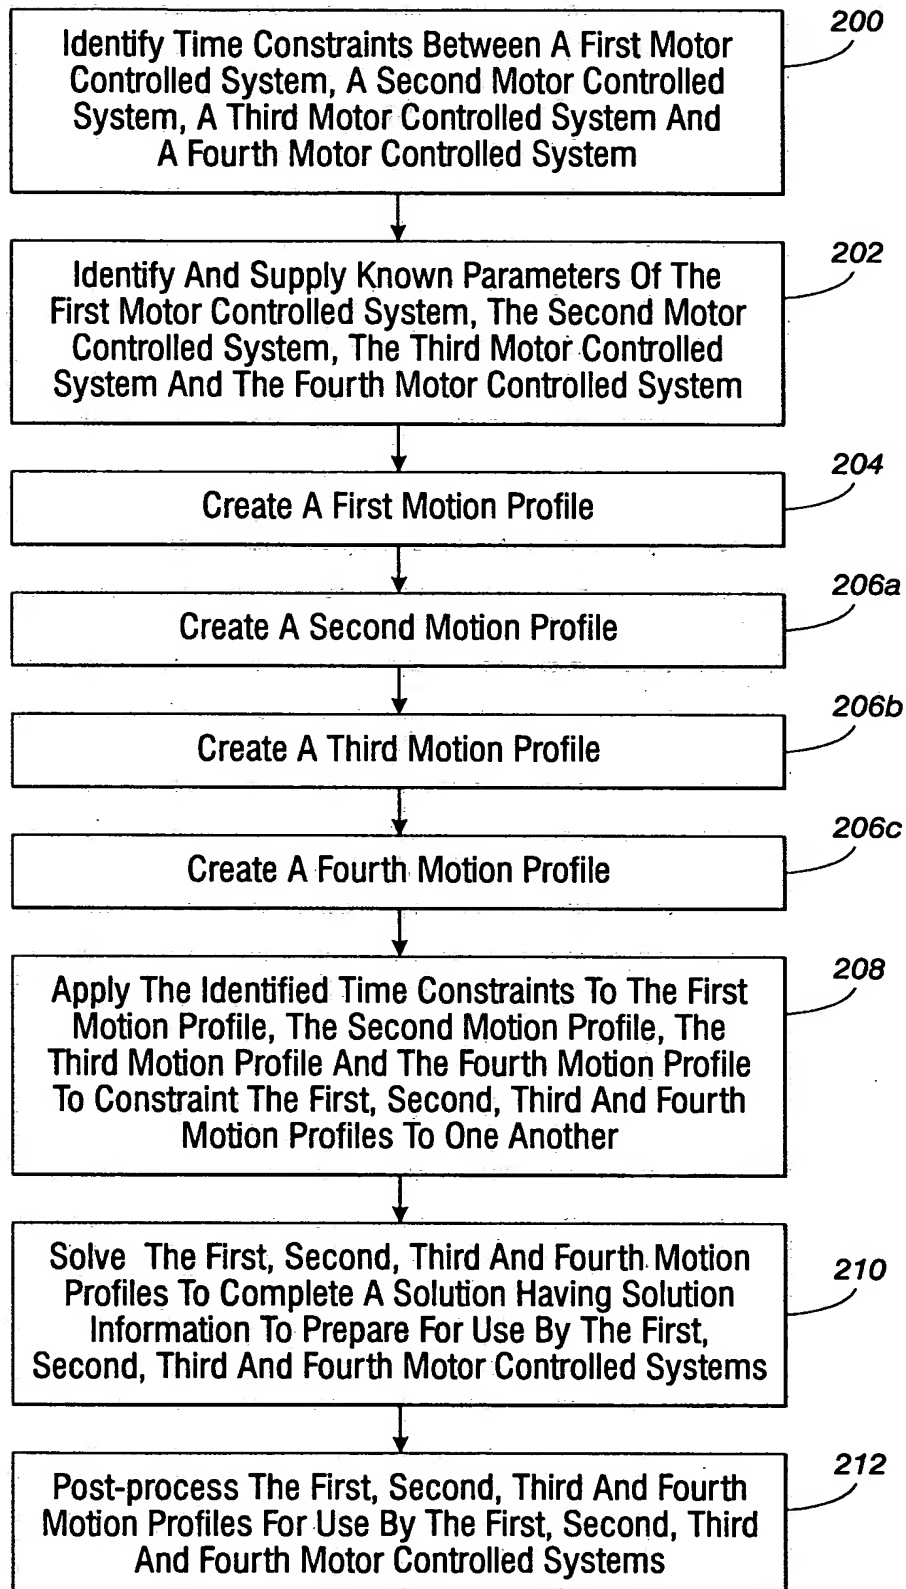 200
Identify Time Constraints Between A First Motor
Controlled System, A Second Motor Controlled
System, A Third Motor Controlled System And
A Fourth Motor Controlled System
202
Identify And Supply Known Parameters Of The
First Motor Controlled System, The Second Motor
Controlled System, The Third Motor Controlled
System And The Fourth Motor Controlled System
204
Create A First Motion Profile
206a
Create A Second Motion Profile
206b
Create A Third Motion Profile
206c
Create A Fourth Motion Profile
208
Apply The Identified Time Constraints To The First
Motion Profile, The Second Motion Profile, The
Third Motion Profile And The Fourth Motion Profile
To Constraint The First, Second, Third And Fourth
Motion Profiles To One Another
210
Solve The First, Second, Third And Fourth Motion
Profiles To Complete A Solution Having Solution
Information To Prepare For Use By The First,
Second, Third And Fourth Motor Controlled Systems
212
Post-process The First, Second, Third And Fourth
Motion Profiles For Use By The First, Second, Third
And Fourth Motor Controlled Systems